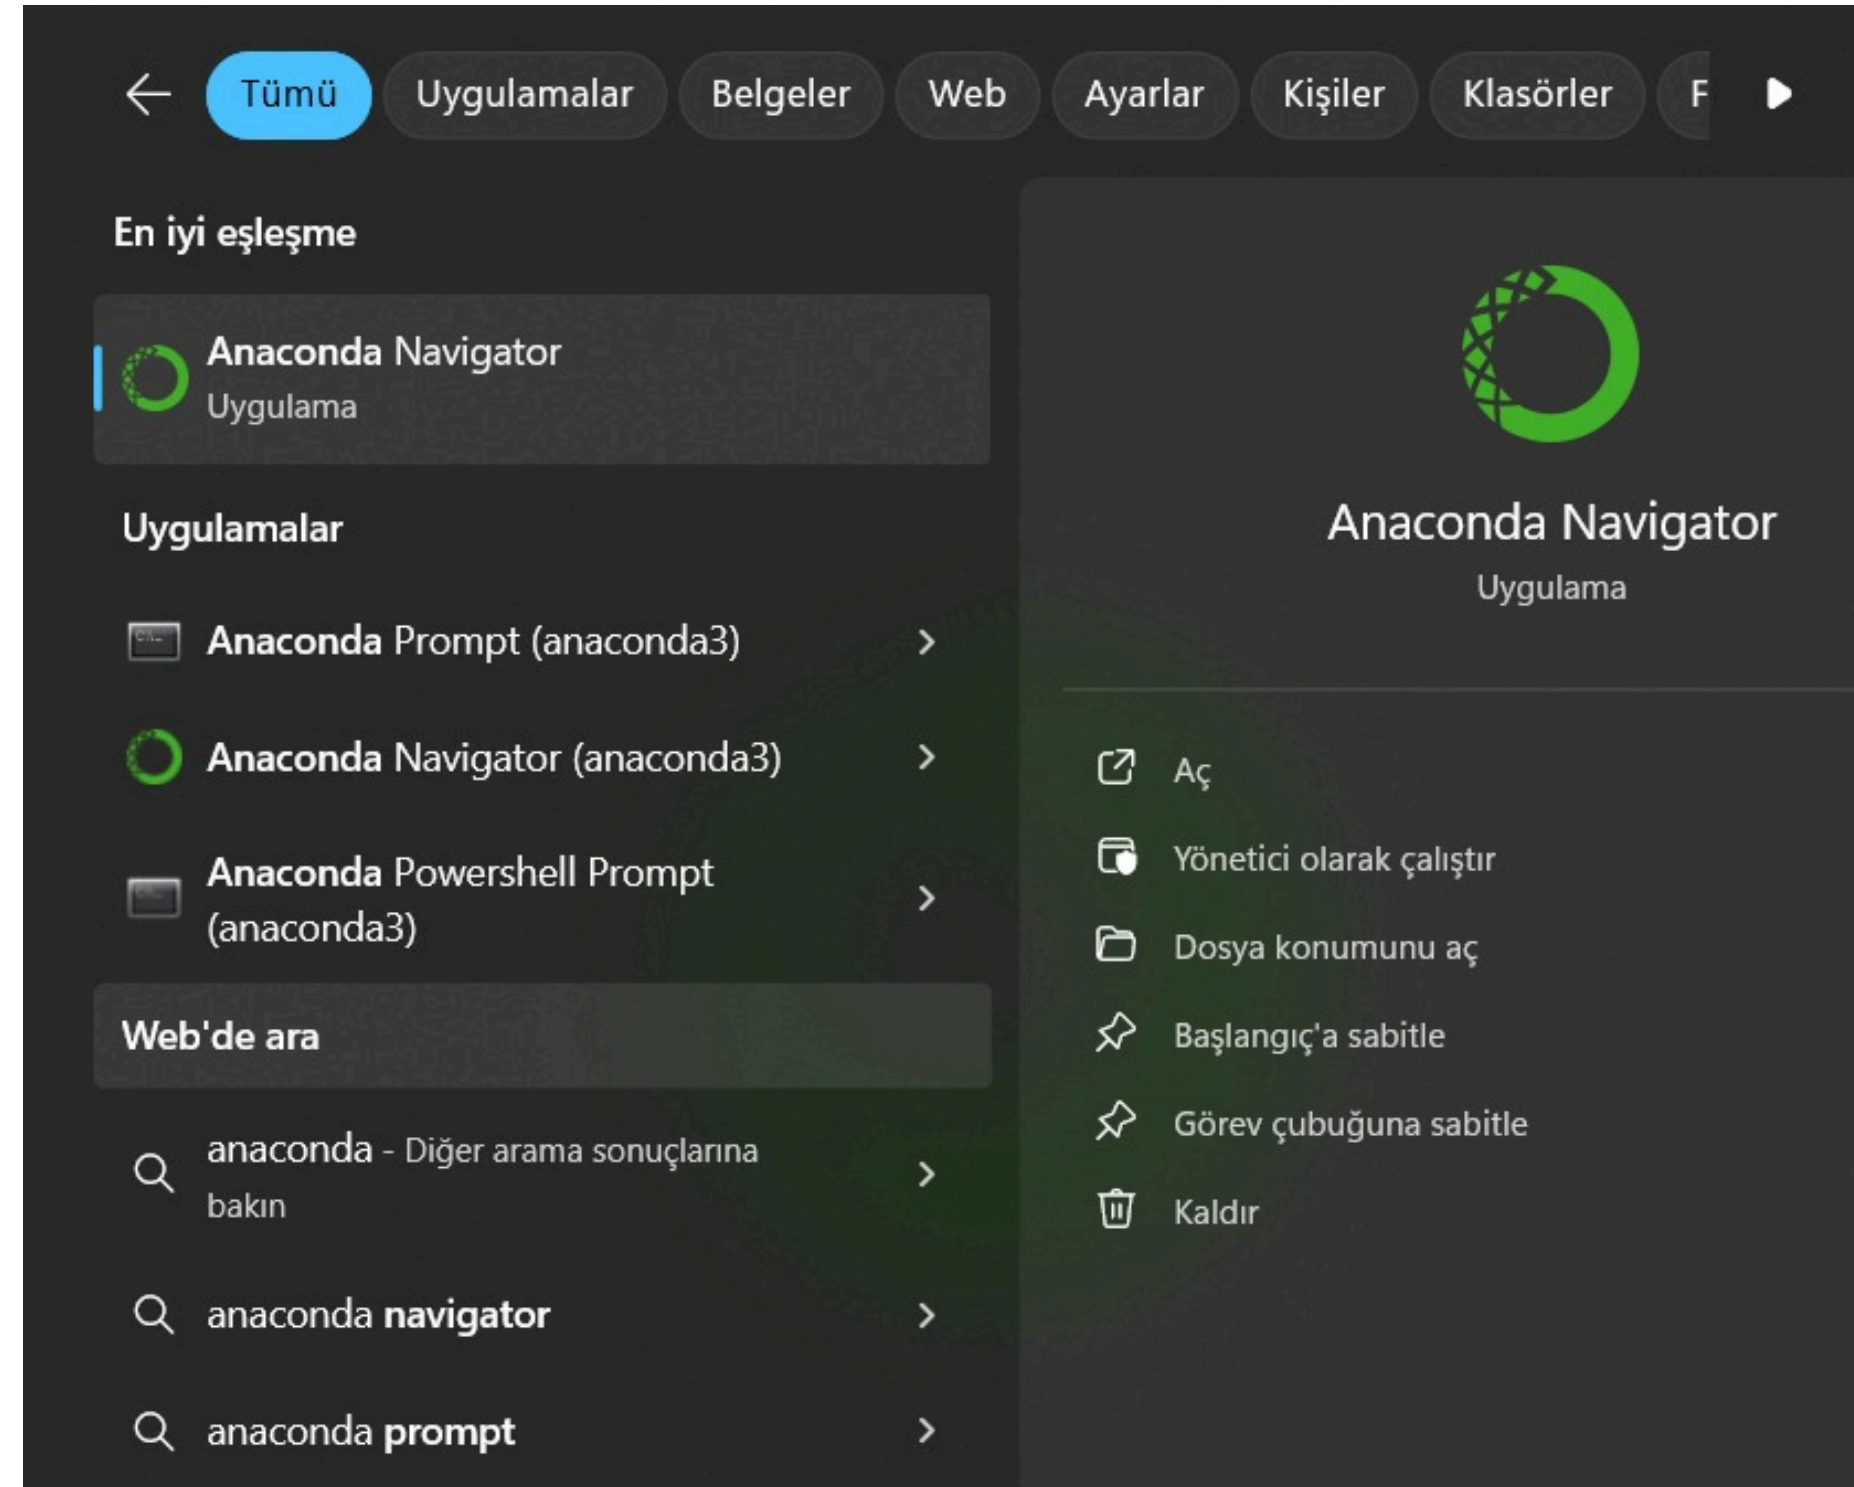 Tümü
Uygulamalar
Belgeler
Web
Ayarlar
Kişiler
Klasörler
F
En iyi eşleşme
Anaconda Navigator
Uygulama
Uygulamalar
Anaconda Prompt (anaconda3)
Anaconda Navigator (anaconda3)
Anaconda Powershell Prompt
(anaconda3)
Web'de ara
anaconda - Diğer arama sonuçlarına
bakın
anaconda navigator
anaconda prompt
Anaconda Navigator
Uygulama
Aç
Yönetici olarak çalıştır
Dosya konumunu aç
Başlangıç'a sabitle
Görev çubuğuna sabitle
Kaldır